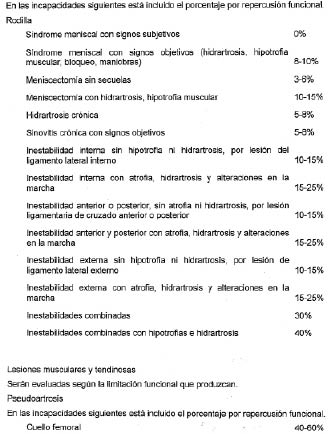 En las incapacidades siguientes está incluido el porcentaje por repercusión funcional.
Rodilla
Síndrome meniscal con signos subjetivos 0%
Síndrome meniscal con signos objetivos (hidrartrosis, hipotrofia
muscular, bloqueo, maniobras) 8-10%
Meniscectomía sin secuelas 3-6%
Meniscectomía con hidrartrosis, hipotrofia muscular 10-15%
Hidrartrosis crónica 5-8%
Sinovitis crónica con signos objetivos 5-8%
Inestabilidad interna sin hipotrofia ni hidrartrosis, por lesión del
ligamento lateral interno 10-15%
Inestabilidad interna con atrofia, hidrartrosis y alteraciones en la
marcha 15-25%
Inestabilidad anterior o posterior, sin atrofia ni hidrartrosis, por lesión
ligamentaria de cruzado anterior o posterior 10-15%
Inestabilidad anterior y posterior con atrofia, hidrartrosis y alteraciones
en la marcha 15-25%
Inestabilidad externa sin hipotrofia ni hidrartrosis, por lesión de
ligamento lateral externo 10-15%
Inestabilidad externa con atrofia, hidrartrosis y alteraciones en la
marcha 15-25%
Inestabilidades combinadas 30%
Inestabilidades combinadas con hipotrofias e hidrartrosis 40%
Lesiones musculares y tendinosas
Serán evaluadas según la limitación funcional que produzcan.
Pseudoartrosis
En las incapacidades siguientes está incluido el porcentaje por repercusión funcional.
Cuello femoral 40-60%